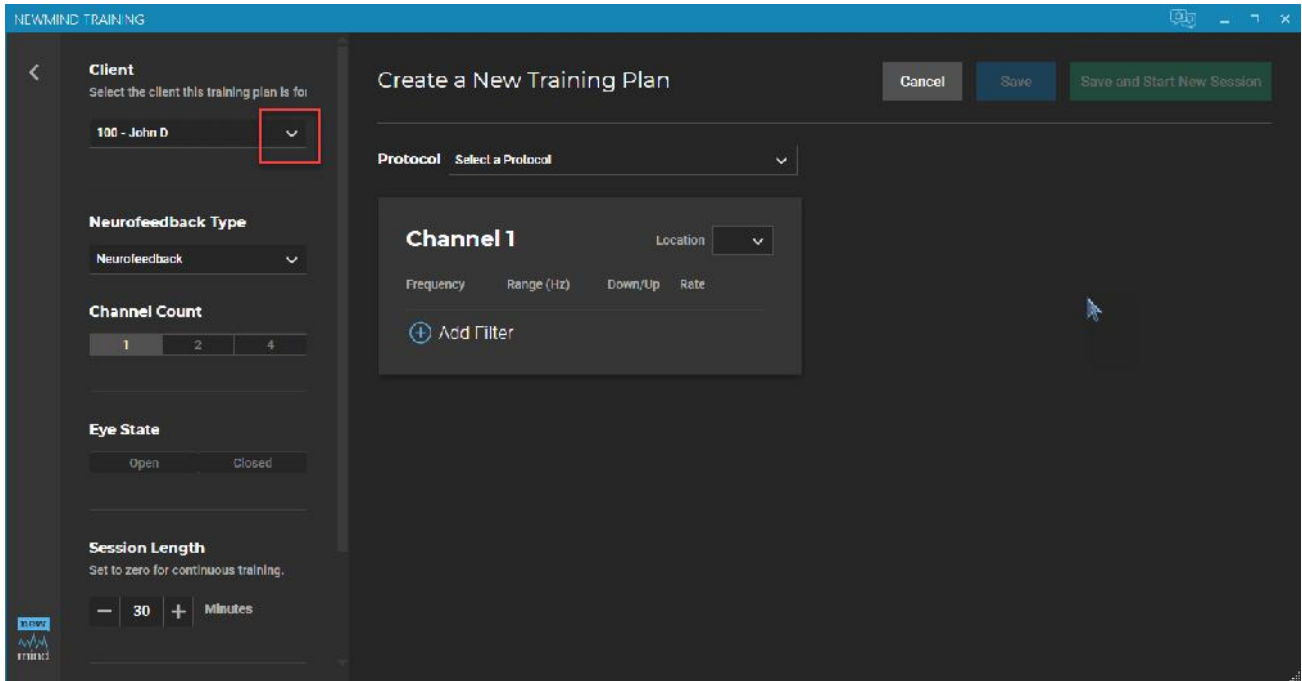 NEWMIND TRAINING
Client
Select the client this training plan is for
100 - John D
Neurofeedback Type
Neurofeedback
Channel Count
1 2 4
Eye State
Open Closed
Session Length
Set to zero for continuous training.
30 Minutes
new
mind
Create a New Training Plan
Cancel
Save
Save and Start New Session
Protocol Select a Protocol
Channel 1
Location
Frequency Range (Hz) Down/Up Rate
Add Filter